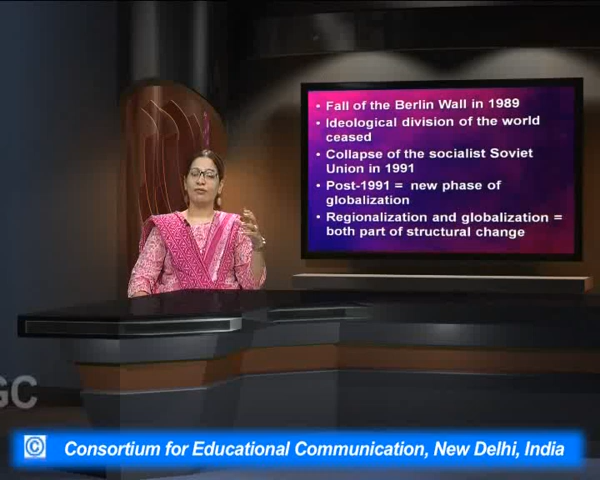 • Fall of the Berlin Wall in 1989
• Ideological division of the world
ceased
• Collapse of the socialist Soviet
Union in 1991
• Post-1991 = new phase of
globalization
• Regionalization and globalization =
both part of structural change
GC
© Consortium for Educational Communication, New Delhi, India